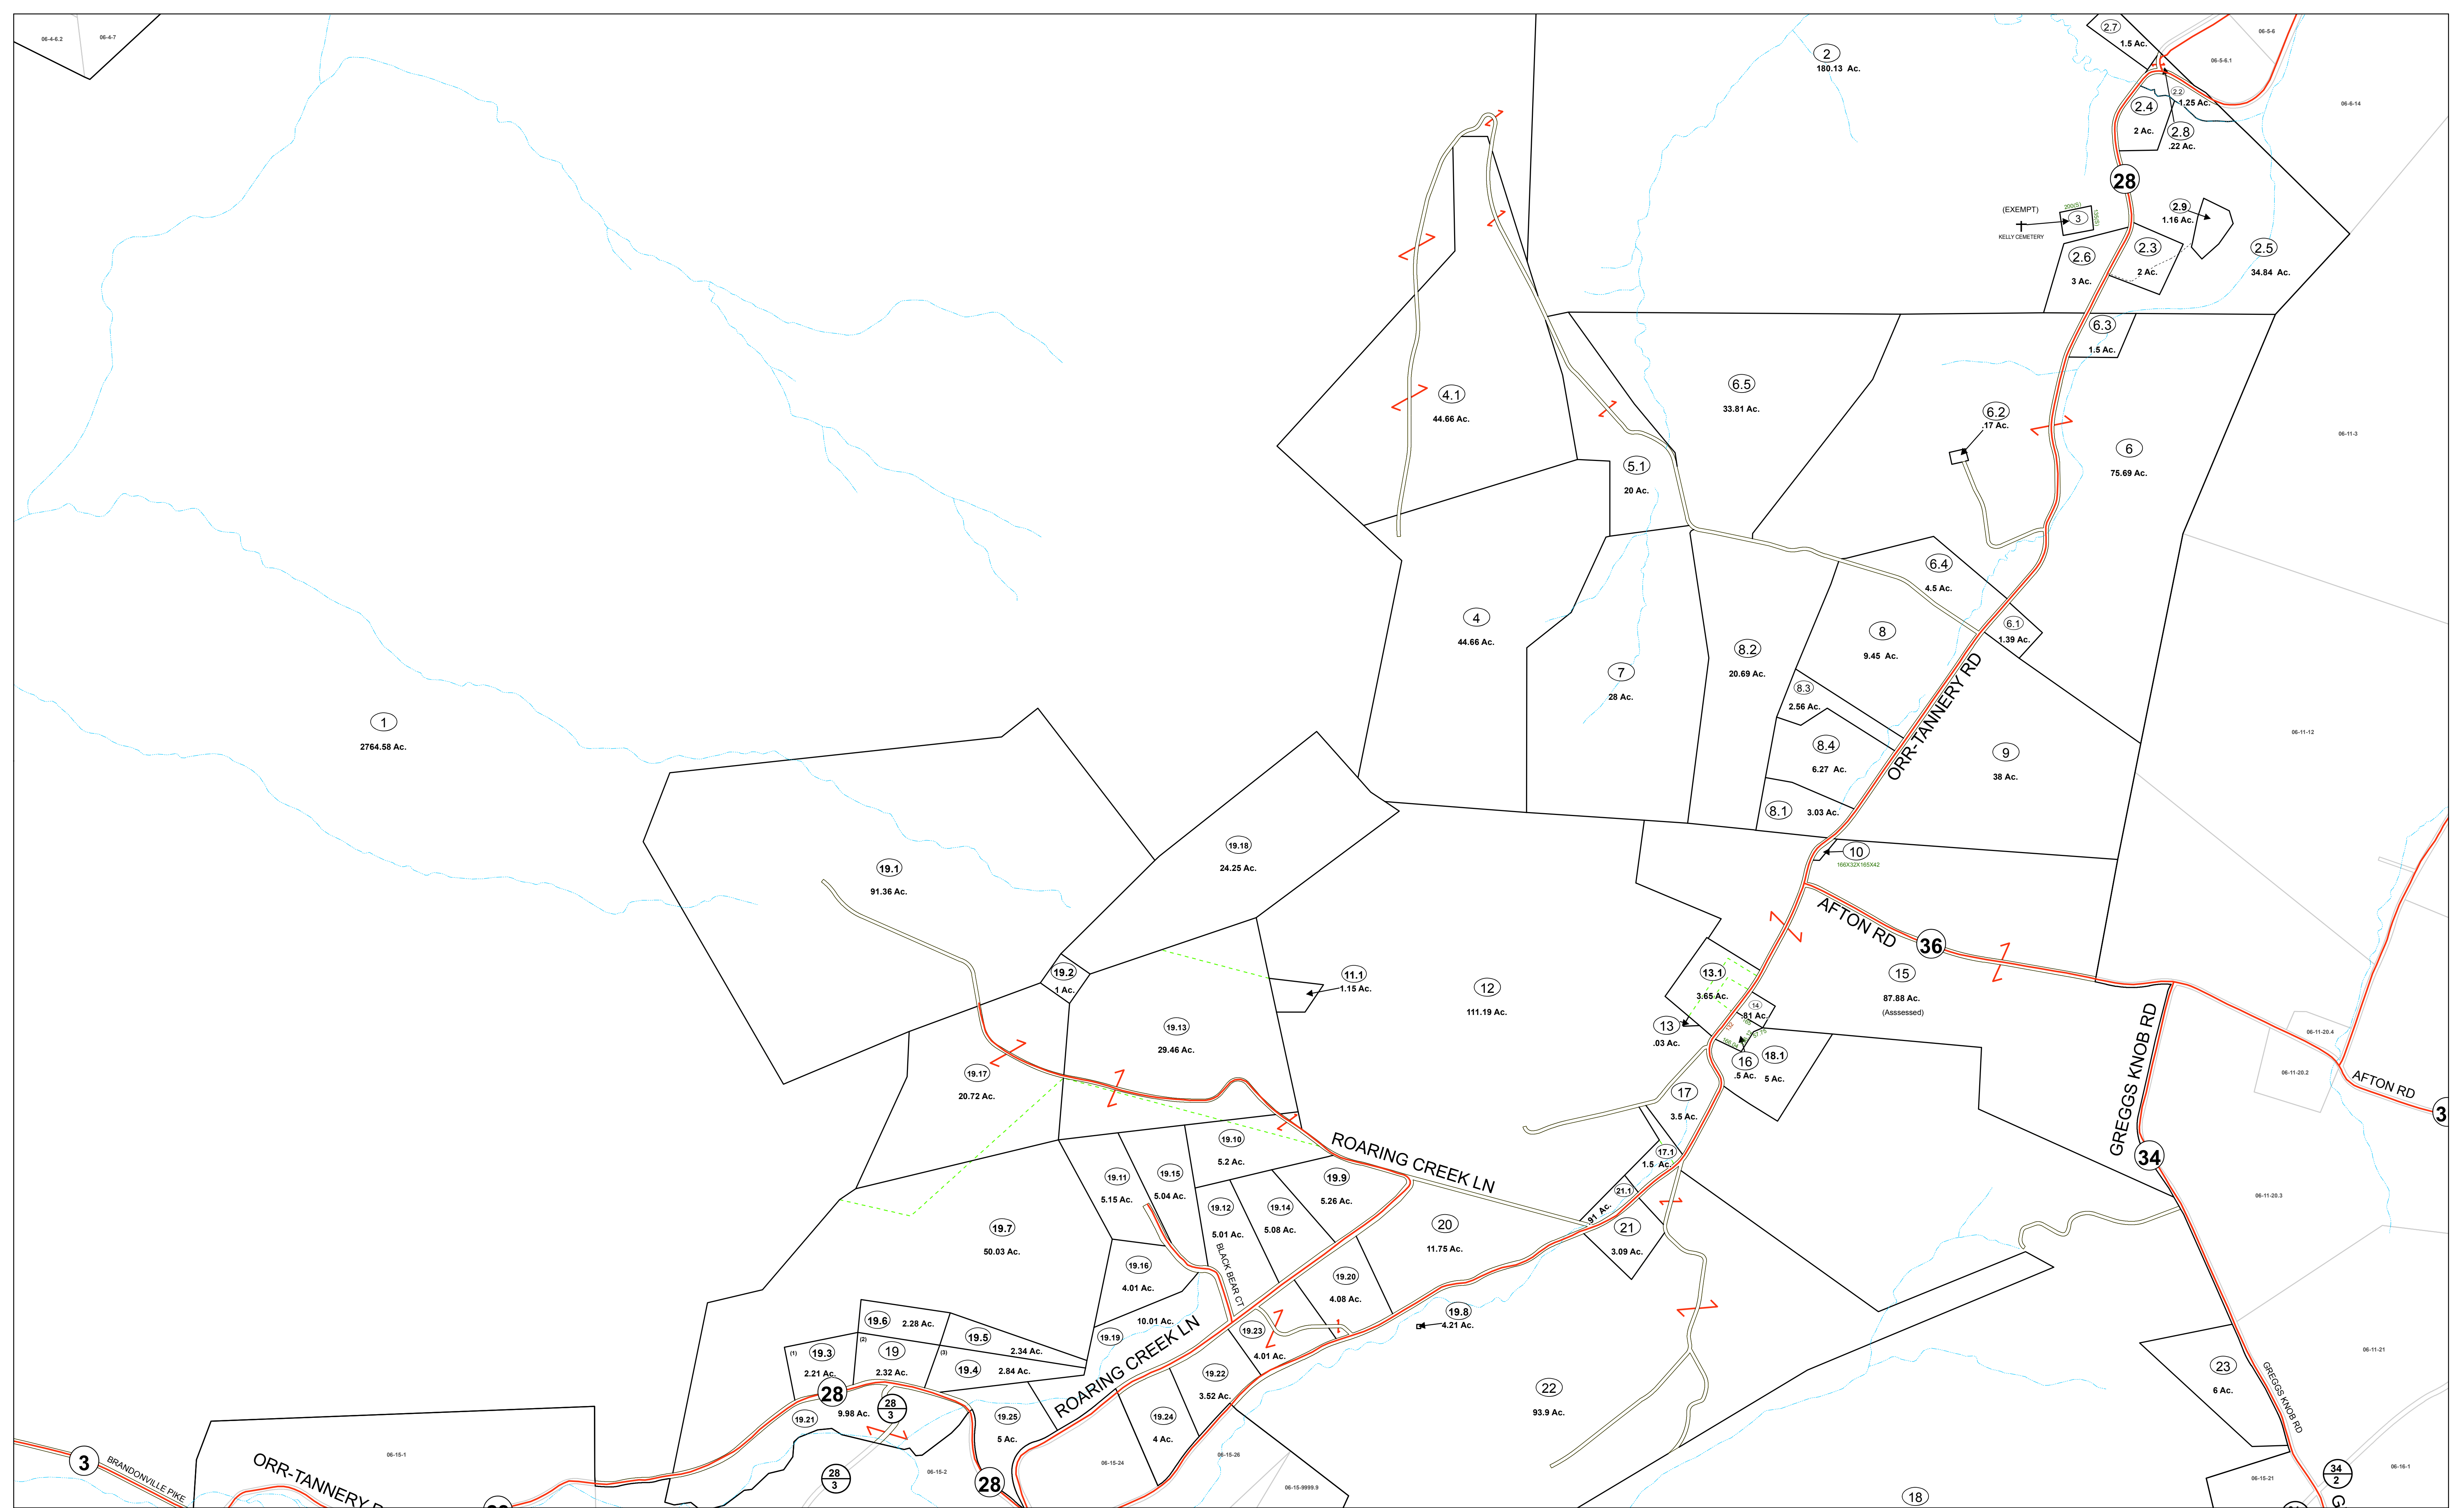 06-4-6.2
06-4-7
2
180.13 Ac.
2.7
1.5 Ac.
06-5-6
06-5-6.1
2.2
1.25 Ac.
2.4
2 Ac.
2.8
.22 Ac.
06-6-14
28
(EXEMPT)
200(S)
3
KELLY CEMETERY
2.9
1.16 Ac.
2.6
3 Ac.
2.3
2 Ac.
2.5
34.84 Ac.
6.3
1.5 Ac.
4.1
44.66 Ac.
6.5
33.81 Ac.
6.2
.17 Ac.
6
75.69 Ac.
06-11-3
5.1
20 Ac.
6.4
4.5 Ac.
4
44.66 Ac.
7
28 Ac.
8.2
20.69 Ac.
8
9.45 Ac.
6.1
1.39 Ac.
8.3
2.56 Ac.
8.4
6.27 Ac.
8.1
3.03 Ac.
ORR-TANNERY RD
9
38 Ac.
06-11-12
1
2764.58 Ac.
10
166X32X165X42
19.18
24.25 Ac.
19.1
91.36 Ac.
AFTON RD
36
19.2
1 Ac.
11.1
1.15 Ac.
12
111.19 Ac.
13.1
3.65 Ac.
14
.81 Ac.
15
87.88 Ac.
(Asssessed)
13
.03 Ac.
132
16
.5 Ac.
18.1
5 Ac.
19.13
29.46 Ac.
19.17
20.72 Ac.
17
3.5 Ac.
GREGGS KNOB RD
34
06-11-20.4
06-11-20.2
AFTON RD
3
ROARING CREEK LN
17.1
1.5 Ac.
21.1
.91 Ac.
21
3.09 Ac.
19.10
5.2 Ac.
19.11
5.15 Ac.
19.15
5.04 Ac.
19.12
5.01 Ac.
19.14
5.08 Ac.
19.9
5.26 Ac.
20
11.75 Ac.
06-11-20.3
19.7
50.03 Ac.
19.16
4.01 Ac.
BLACK BEAR CT
19.20
4.08 Ac.
19.8
4.21 Ac.
19.6
2.28 Ac.
19.5
2.34 Ac.
19.19
10.01 Ac.
19.23
4.01 Ac.
(1)
19.3
2.21 Ac.
(2)
19
2.32 Ac.
(3)
19.4
2.84 Ac.
ROARING CREEK LN
19.22
3.52 Ac.
22
93.9 Ac.
23
6 Ac.
GREGGS KNOB RD
06-11-21
28
28
3
19.21
9.98 Ac.
19.25
5 Ac.
19.24
4 Ac.
3
BRANDONVILLE PIKE
06-15-1
ORR-TANNERY
28
3
06-15-2
28
06-15-24
06-15-26
06-15-9999.9
18
06-15-21
34
2
06-16-1
G